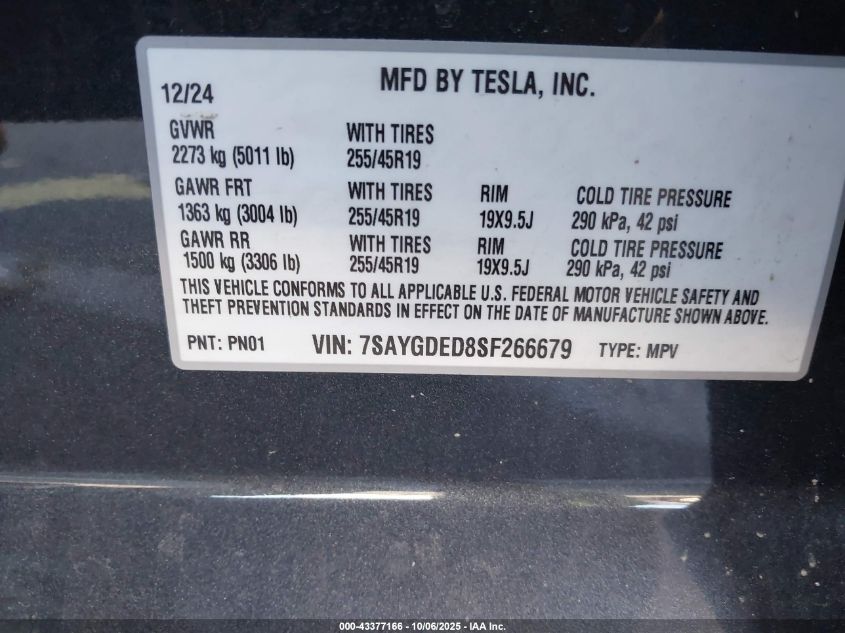 MFD BY TESLA, INC.
12/24
GVWR WITH TIRES
2273 kg (5011 lb) 255/45R19
GAWR FRT WITH TIRES RIM COLD TIRE PRESSURE
1363 kg (3004 lb) 255/45R19 19X9.5J 290 kPa, 42 psi
GAWR RR WITH TIRES RIM COLD TIRE PRESSURE
1500 kg (3306 lb) 255/45R19 19X9.5J 290 kPa, 42 psi
THIS VEHICLE CONFORMS TO ALL APPLICABLE U.S. FEDERAL MOTOR VEHICLE SAFETY AND
THEFT PREVENTION STANDARDS IN EFFECT ON THE DATE OF MANUFACTURE SHOWN ABOVE.
PNT: PN01 VIN: 7SAYGDED8SF266679 TYPE: MPV
000-43377166 - 10/06/2025 - IAA Inc.